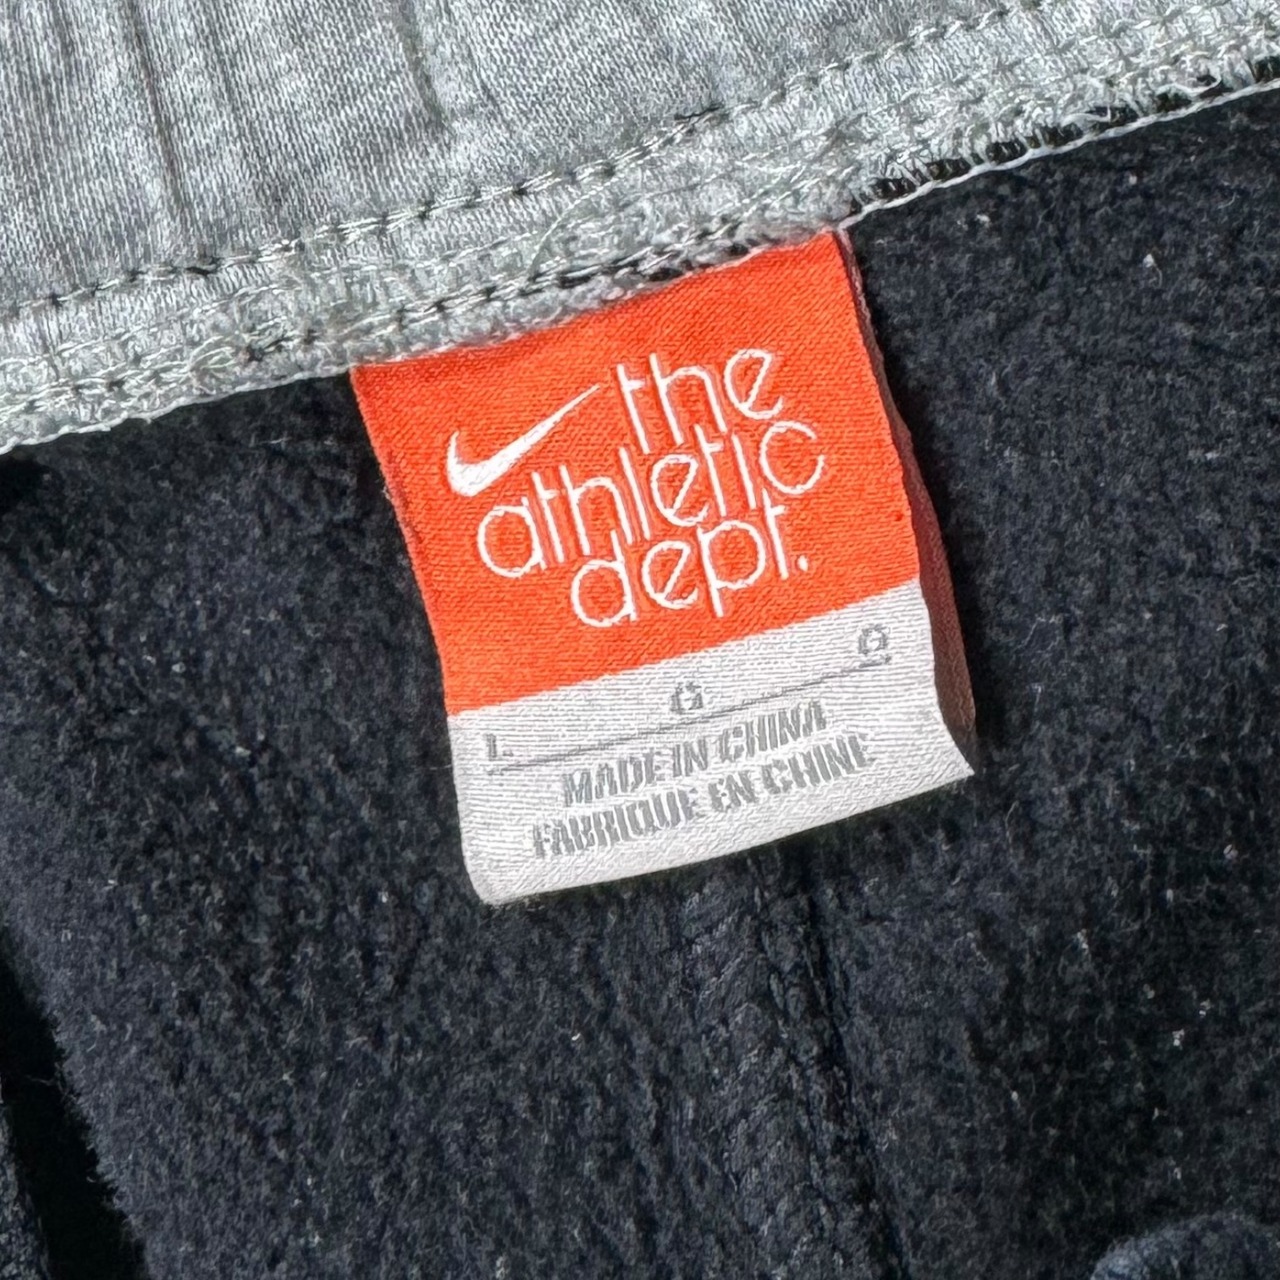 the
athletic
dept.
L G G
MADE IN CHINA
FABRIQUE EN CHINE